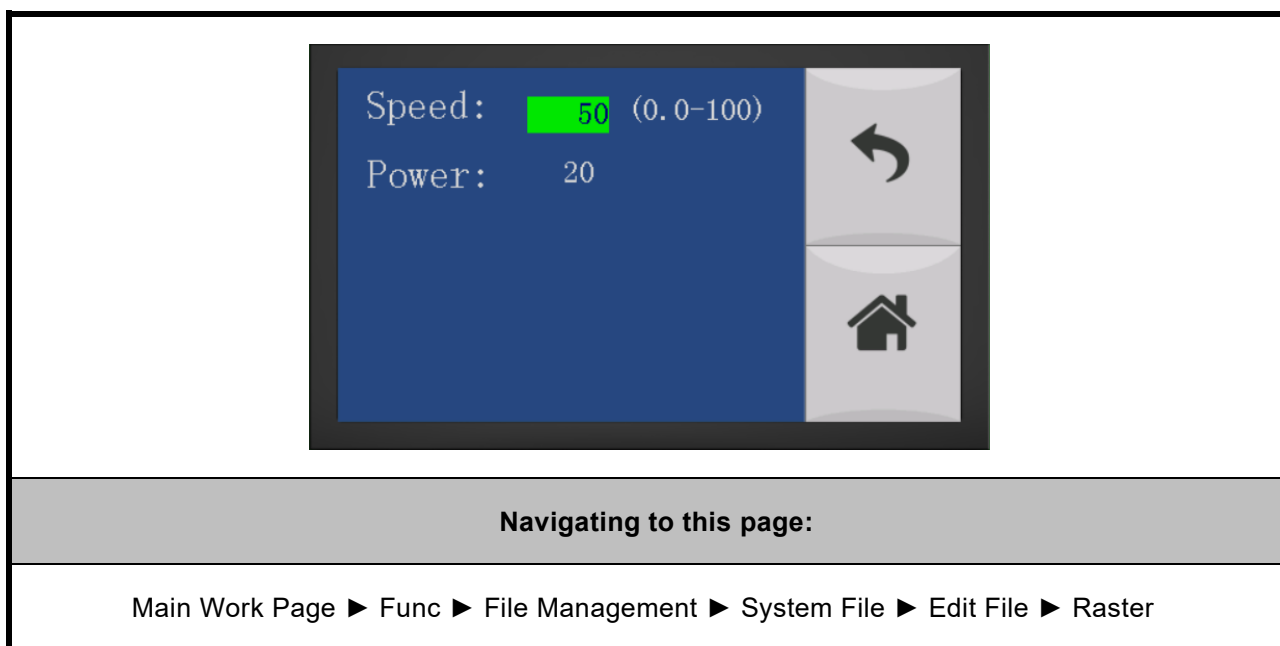 Speed: 50 (0.0-100)
Power: 20
Navigating to this page:
Main Work Page ► Func ► File Management ► System File ► Edit File ► Raster